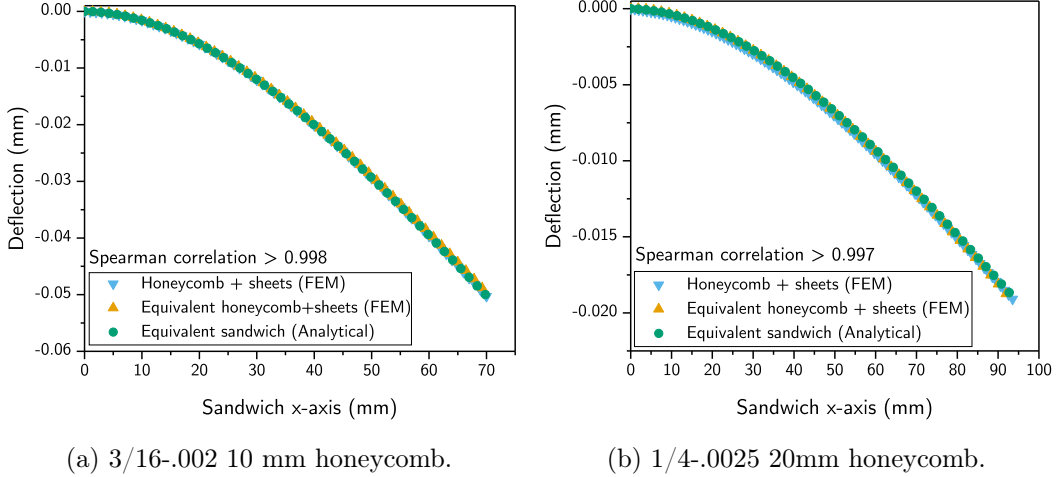 0.00
-0.01
-0.02
-0.03
-0.04
-0.05
-0.06
Deflection (mm)
Spearman correlation > 0.998
Honeycomb + sheets (FEM)
Equivalent honeycomb+sheets (FEM)
Equivalent sandwich (Analytical)
0 10 20 30 40 50 60 70
Sandwich x-axis (mm)
(a) 3/16-.002 10 mm honeycomb.
0.000
-0.005
-0.010
-0.015
-0.020
Deflection (mm)
Spearman correlation > 0.997
Honeycomb + sheets (FEM)
Equivalent honeycomb + sheets (FEM)
Equivalent sandwich (Analytical)
0 10 20 30 40 50 60 70 80 90 100
Sandwich x-axis (mm)
(b) 1/4-.0025 20mm honeycomb.